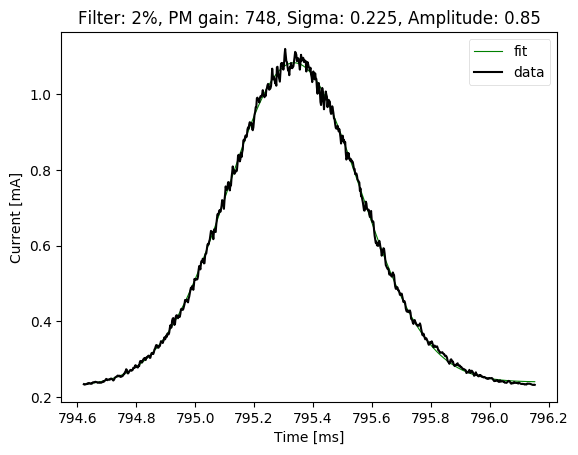 Filter: 2%, PM gain: 748, Sigma: 0.225, Amplitude: 0.85
fit
data
1.0
0.8
0.6
0.4
0.2
Current [mA]
794.6 794.8 795.0 795.2 795.4 795.6 795.8 796.0 796.2
Time [ms]